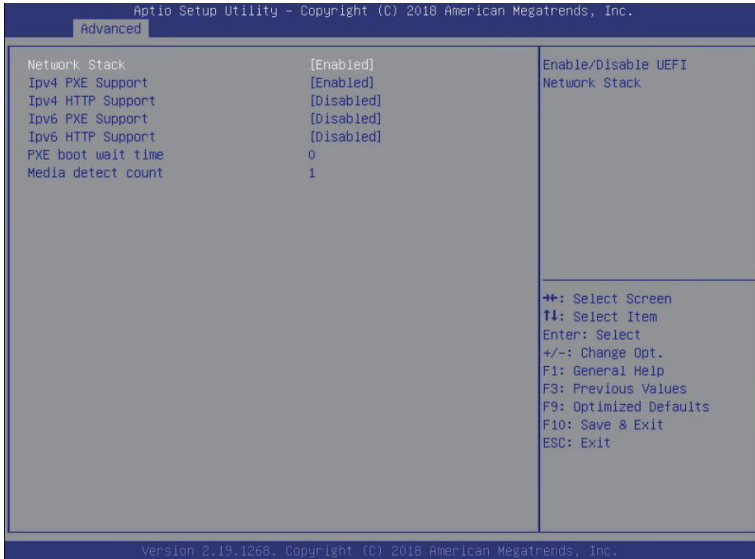 Aptio Setup Utility – Copyright (C) 2018 American Megatrends, Inc.
Advanced
Network Stack [Enabled]
Ipv4 PXE Support [Enabled]
Ipv4 HTTP Support [Disabled]
Ipv6 PXE Support [Disabled]
Ipv6 HTTP Support [Disabled]
PXE boot wait time 0
Media detect count 1
Enable/Disable UEFI
Network Stack
→←: Select Screen
↑↓: Select Item
Enter: Select
+/-: Change Opt.
F1: General Help
F3: Previous Values
F9: Optimized Defaults
F10: Save & Exit
ESC: Exit
Version 2.19.1268. Copyright (C) 2018 American Megatrends, Inc.